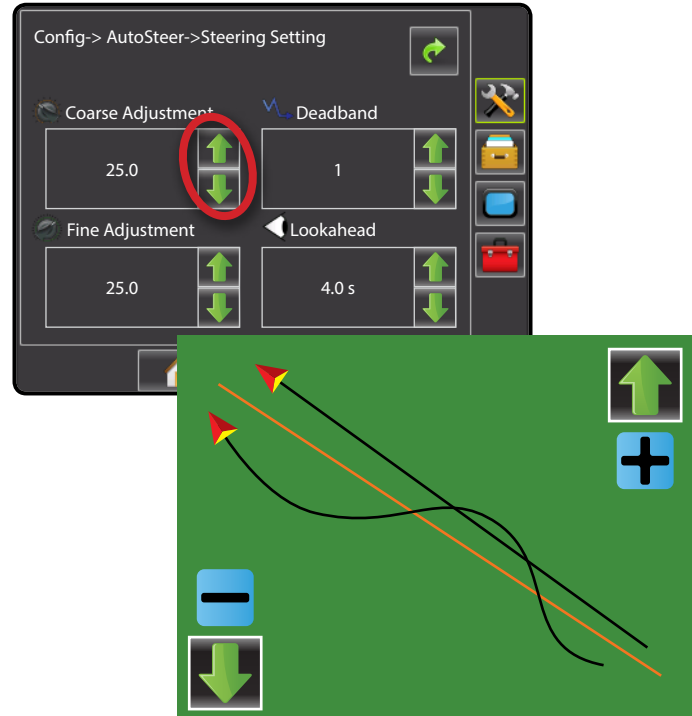 Config-> AutoSteer->Steering Setting
Coarse Adjustment
Deadband
25.0
1
Fine Adjustment
Lookahead
25.0
4.0 s